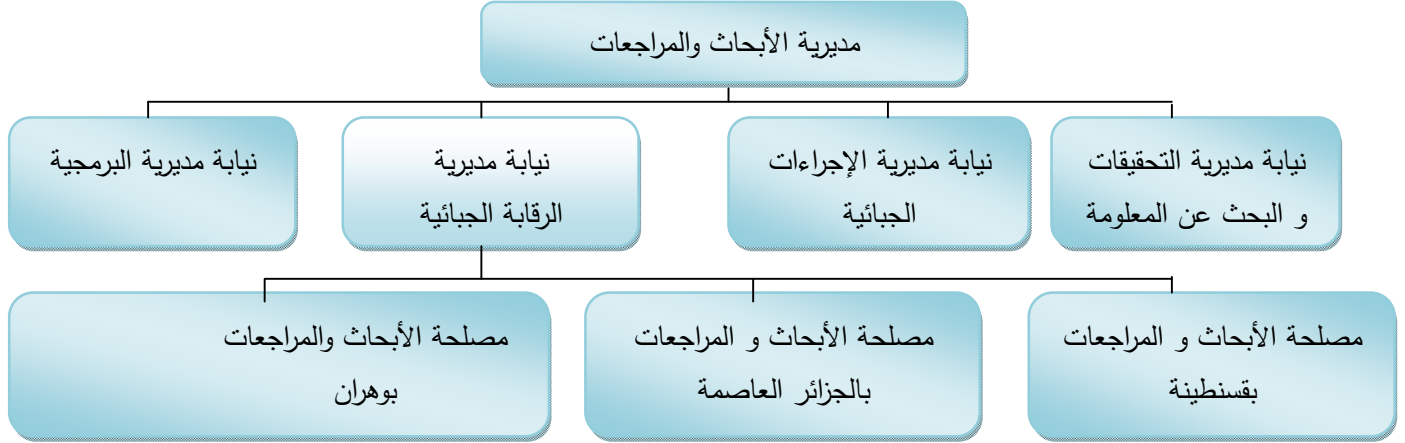 مديرية الأبحاث والمراجعات
نيابة مديرية التحقيقات
و البحث عن المعلومة
نيابة مديرية الإجراءات
الجبائية
نيابة مديرية
الرقابة الجبائية
نيابة مديرية البرمجية
مصلحة الأبحاث و المراجعات
بقسنطينة
مصلحة الأبحاث و المراجعات
بالجزائر العاصمة
مصلحة الأبحاث والمراجعات
بوهران